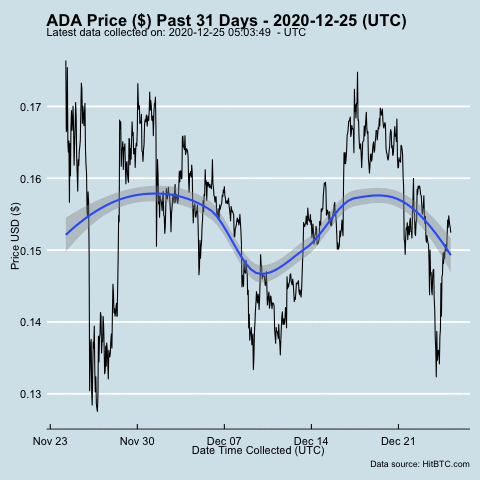 ADA Price ($) Past 31 Days - 2020-12-25 (UTC)
Latest data collected on: 2020-12-25 05:03:49 - UTC
0.17
0.16
0.15
0.14
0.13
Price USD ($)
Nov 23 Nov 30 Dec 07 Dec 14 Dec 21
Date Time Collected (UTC)
Data source: HitBTC.com